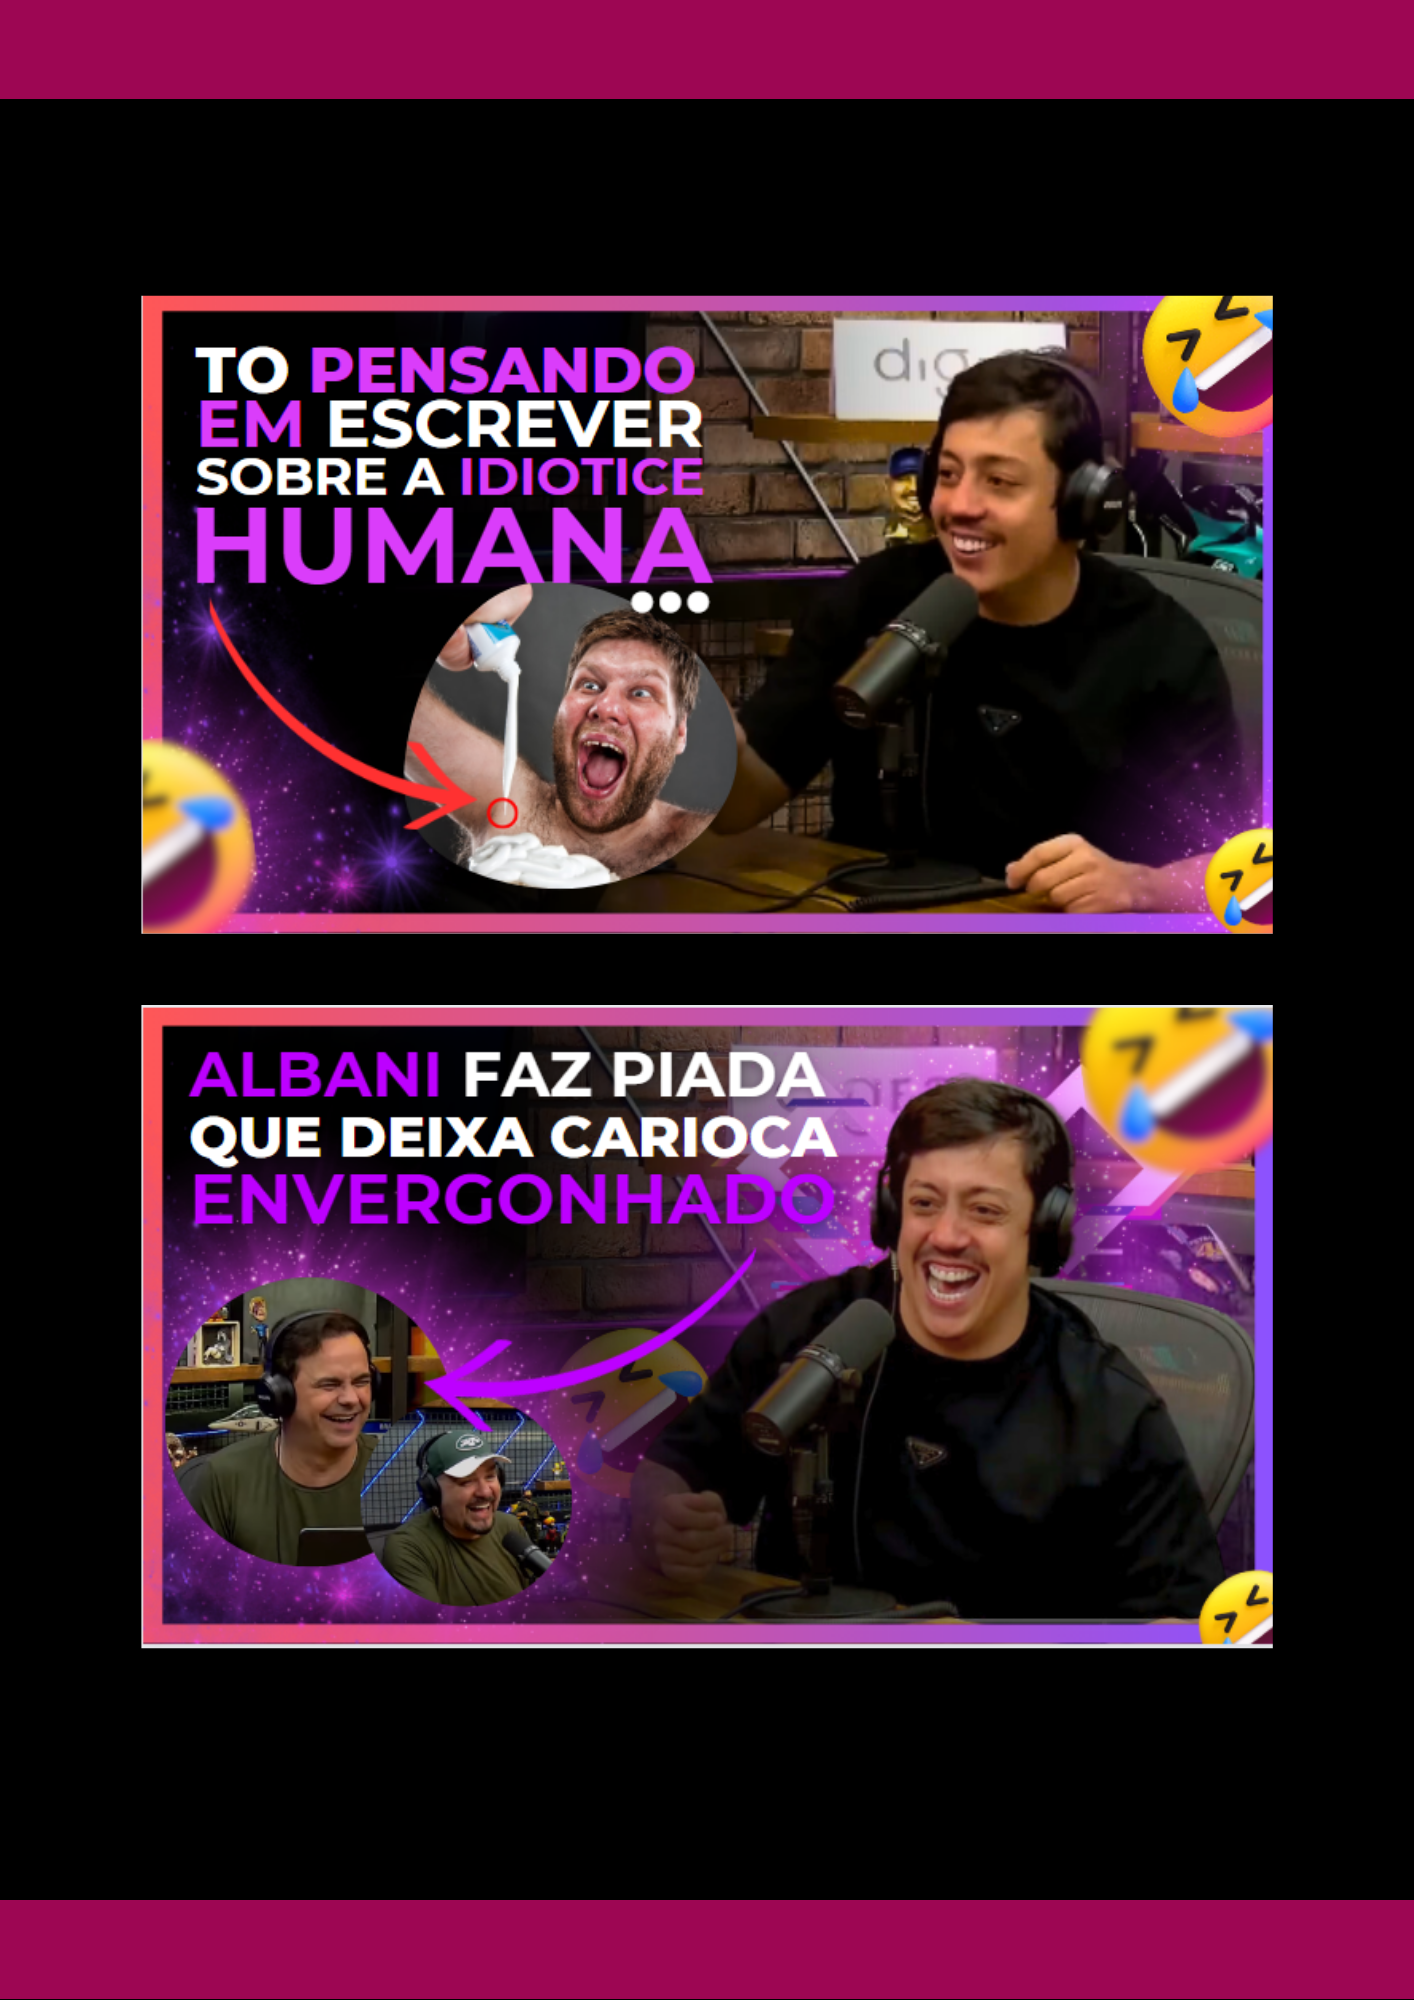 TO PENSANDO
EM ESCREVER
SOBRE A IDIOTICE
HUMANA
...
ALBANI FAZ PIADA
QUE DEIXA CARIOCA
ENVERGONHADO